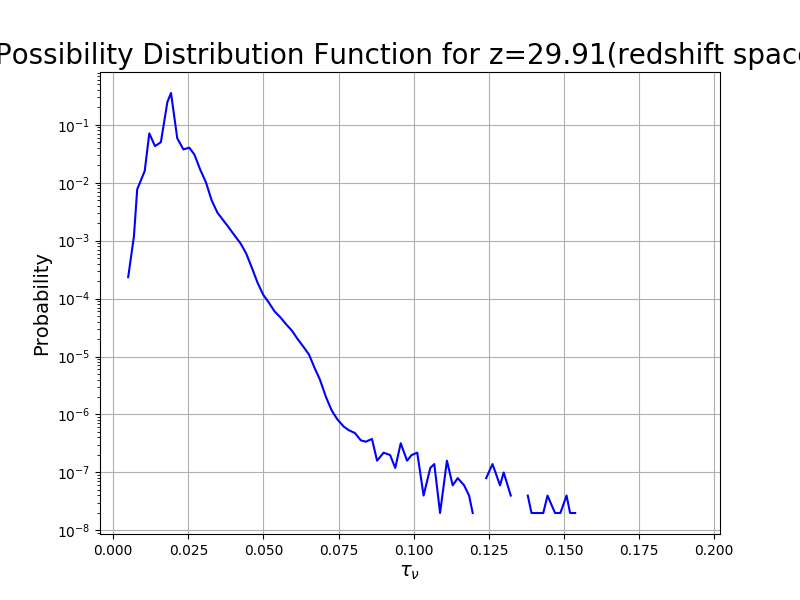 Possibility Distribution Function for z=29.91(redshift spac
Probability
10⁻¹
10⁻²
10⁻³
10⁻⁴
10⁻⁵
10⁻⁶
10⁻⁷
10⁻⁸
0.000 0.025 0.050 0.075 0.100 0.125 0.150 0.175 0.200
τᵥ